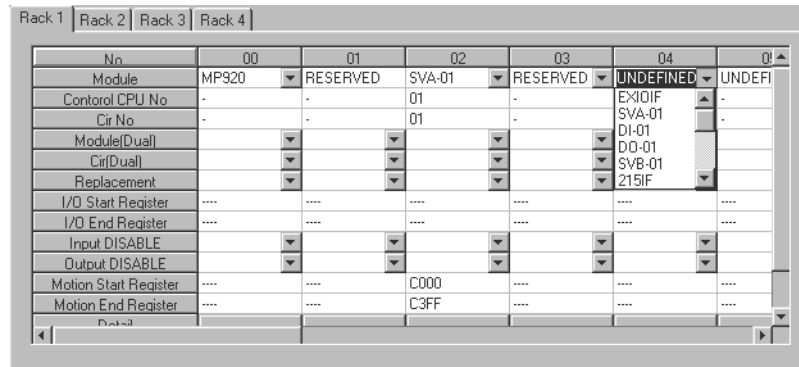 Rack 1 Rack 2 Rack 3 Rack 4
No 00 01 02 03 04
Module MP920 RESERVED SVA-01 RESERVED UNDEFINED UNDEFI
Contorol CPU No - - 01 - -
Cir No - - 01 - -
EXIOIF
SVA-01
DI-01
DO-01
SVB-01
215IF
Module(Dual)
Cir(Dual)
Replacement
I/O Start Register ---- ---- ---- ---- ---- ----
I/O End Register ---- ---- ---- ---- ---- ----
Input DISABLE
Output DISABLE
Motion Start Register ---- ---- C000 ---- ---- ----
Motion End Register ---- ---- C3FF ---- ---- ----
Detail